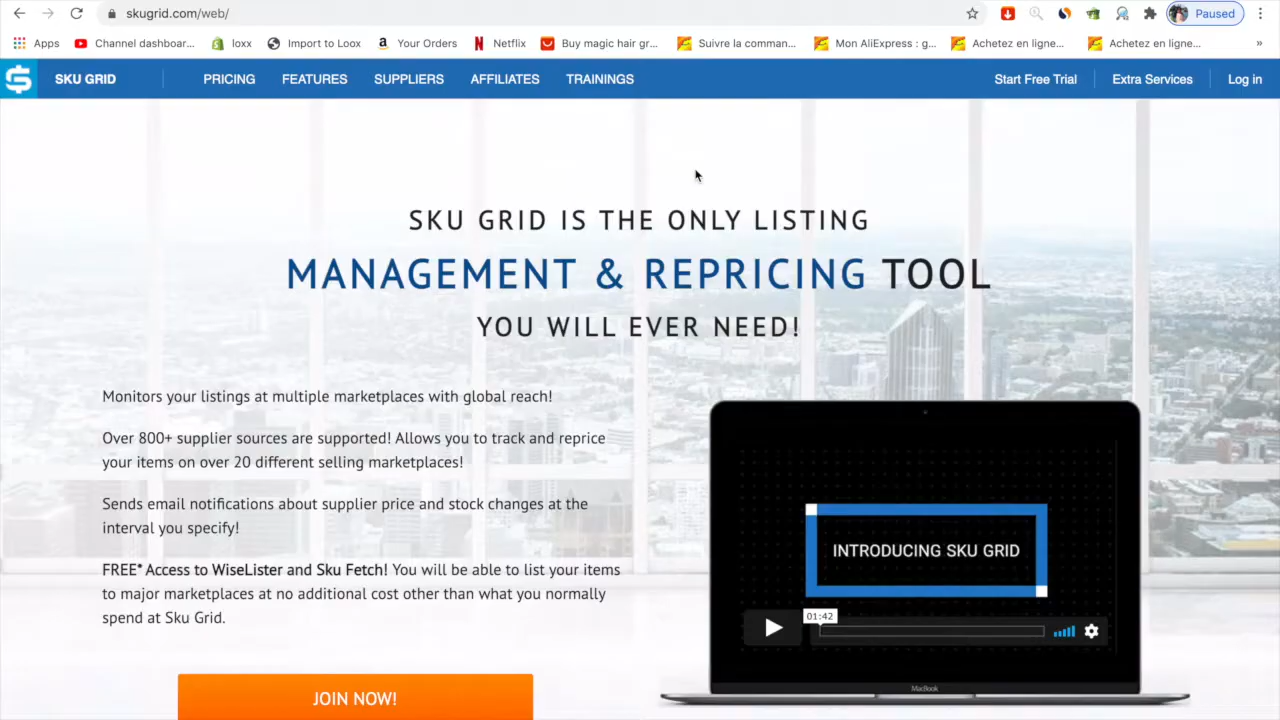 skugrid.com/web/
Paused
Apps
Channel dashboar...
loxx
Import to Loox
Your Orders
Netflix
Buy magic hair gr...
Suivre la comman...
Mon AliExpress : g...
Achetez en ligne...
Achetez en ligne...
»
SKU GRID
PRICING
FEATURES
SUPPLIERS
AFFILIATES
TRAININGS
Start Free Trial
Extra Services
Log in
SKU GRID IS THE ONLY LISTING
MANAGEMENT & REPRICING TOOL
YOU WILL EVER NEED!
Monitors your listings at multiple marketplaces with global reach!
Over 800+ supplier sources are supported! Allows you to track and reprice
your items on over 20 different selling marketplaces!
Sends email notifications about supplier price and stock changes at the
interval you specify!
FREE* Access to WiseLister and Sku Fetch! You will be able to list your items
to major marketplaces at no additional cost other than what you normally
spend at Sku Grid.
JOIN NOW!
INTRODUCING SKU GRID
01:42
MacBook